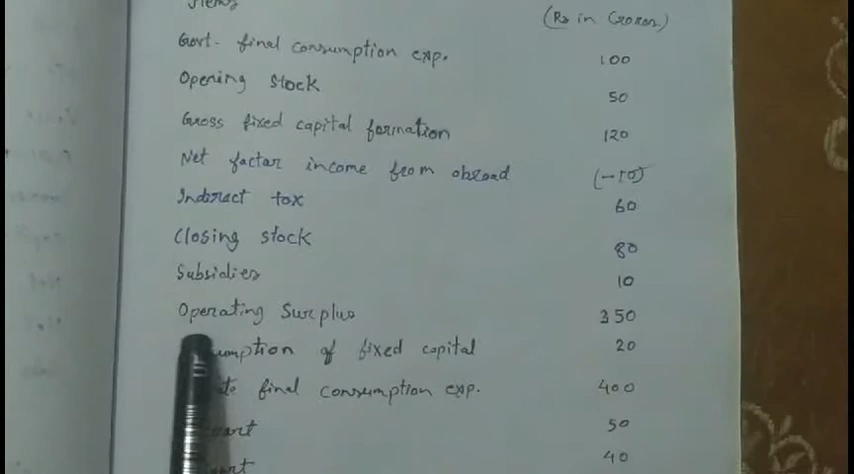 Items (Rs in Crores)
Govt. final consumption exp. 100
Opening stock 50
Gross fixed capital formation 120
Net factor income from abroad (-10)
Indirect tax 60
Closing stock 80
Subsidies 10
Operating Surplus 350
umption of fixed capital 20
final consumption exp. 400
50
40